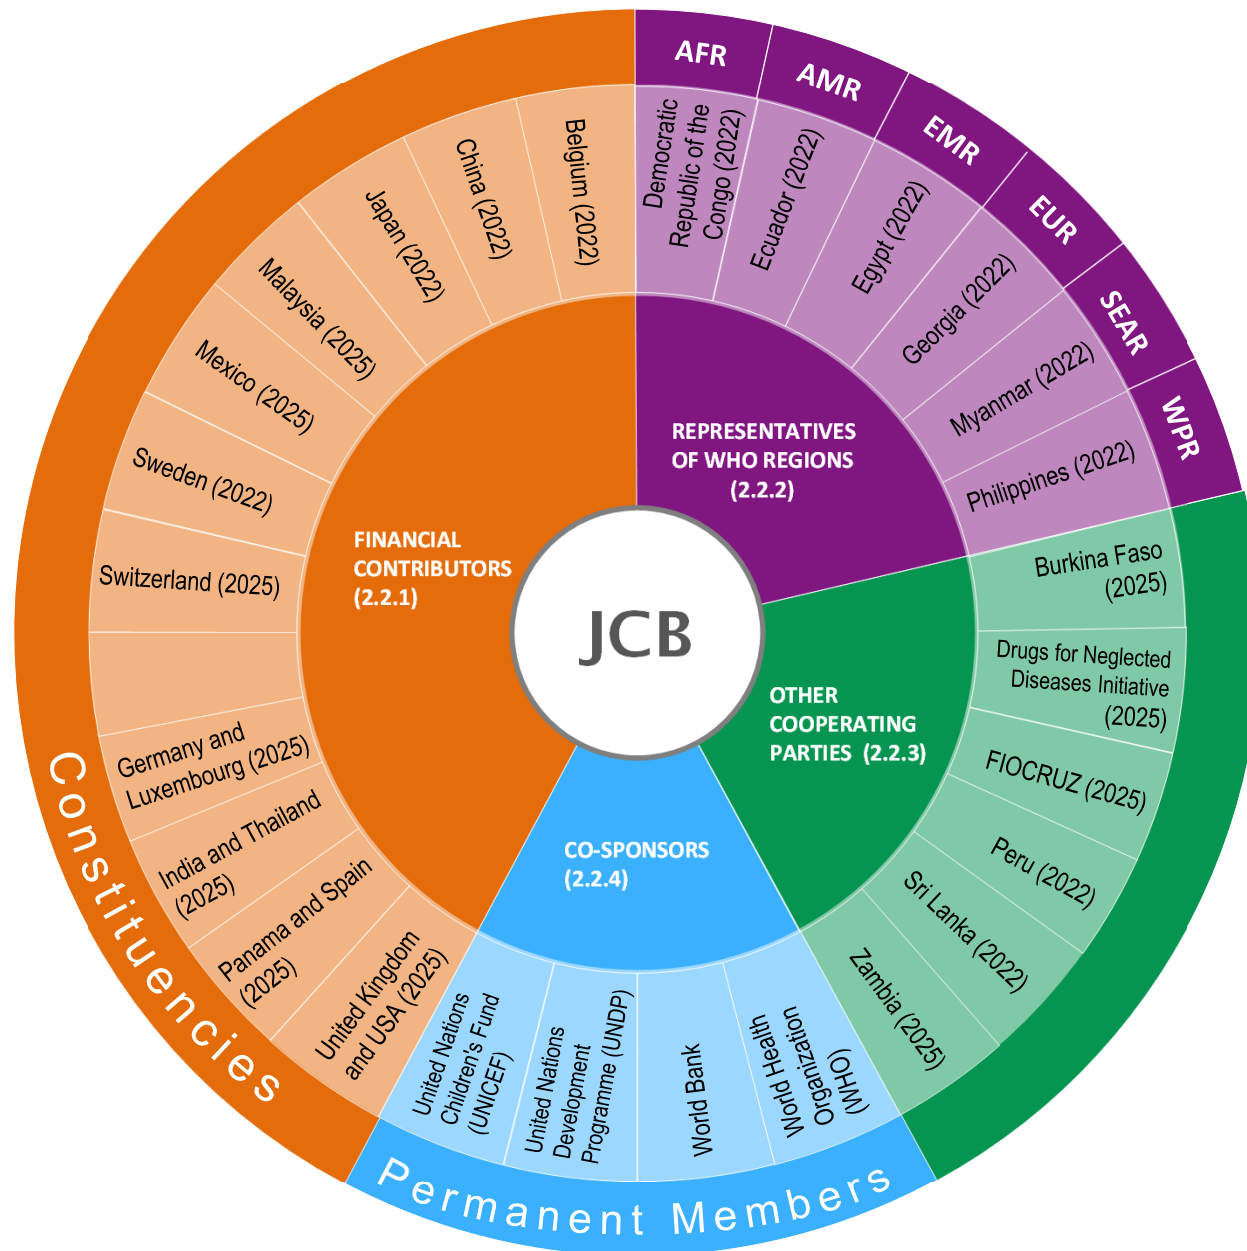 AFR
AMR
EMR
EUR
SEAR
WPR
Democratic
Republic of the
Congo (2022)
Ecuador (2022)
Egypt (2022)
Georgia (2022)
Myanmar (2022)
Philippines (2022)
REPRESENTATIVES
OF WHO REGIONS
(2.2.2)
Burkina Faso
(2025)
Drugs for Neglected
Diseases Initiative
(2025)
FIOCRUZ (2025)
Peru (2022)
Sri Lanka (2022)
Zambia (2025)
OTHER
COOPERATING
PARTIES (2.2.3)
World Health
Organization
(WHO)
World Bank
United Nations
Development
Programme (UNDP)
United Nations
Children's Fund
(UNICEF)
CO-SPONSORS
(2.2.4)
Permanent Members
United Kingdom
and USA (2025)
Panama and Spain
(2025)
India and Thailand
(2025)
Germany and
Luxembourg (2025)
Switzerland (2025)
Sweden (2022)
Mexico (2025)
Malaysia (2025)
Japan (2022)
China (2022)
Belgium (2022)
FINANCIAL
CONTRIBUTORS
(2.2.1)
Constituencies
JCB